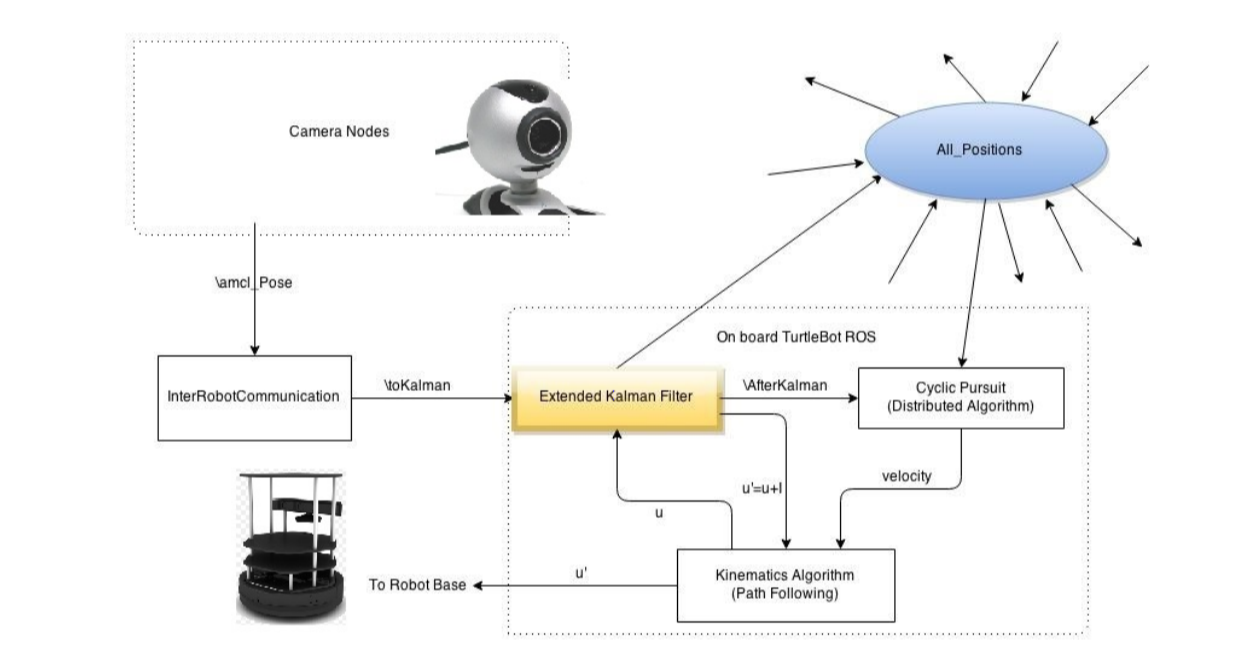 Camera Nodes
All_Positions
\amcl_Pose
On board TurtleBot ROS
InterRobotCommunication
\toKalman
Extended Kalman Filter
\AfterKalman
Cyclic Pursuit
(Distributed Algorithm)
velocity
u'=u+l
u
Kinematics Algorithm
(Path Following)
u'
To Robot Base